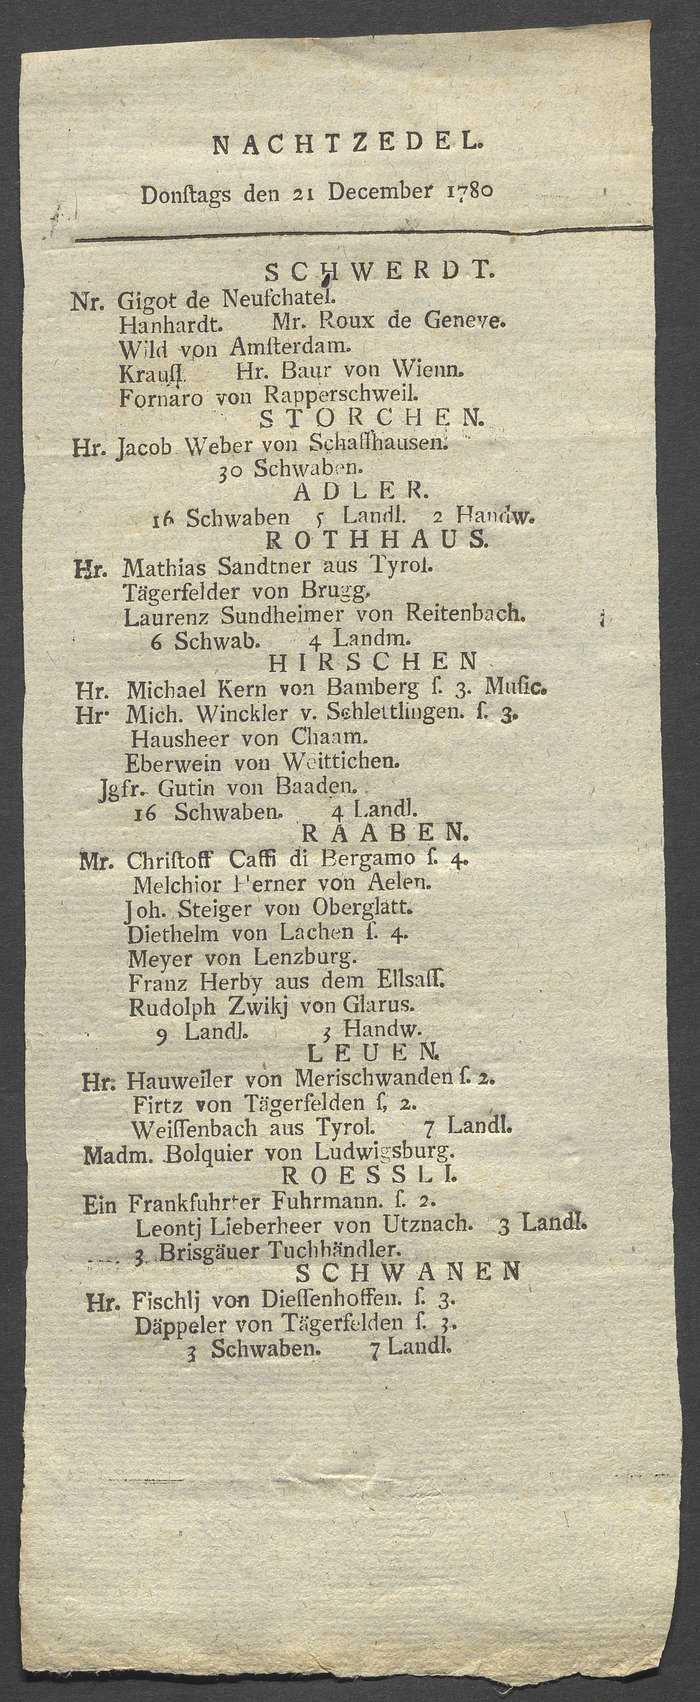 NACHTZEDEL.
Donſtags den 21 December 1780
SCHWERDT.
Nr. Gigot de Neufchatel.
Hanhardt. Mr. Roux de Geneve.
Wild von Amſterdam.
Krauſſ. Hr. Baur von Wienn.
Fornaro von Rapperschweil.
STORCHEN.
Hr. Jacob Weber von Schaffhausen.
30 Schwaben.
ADLER.
16 Schwaben 5 Landl. 2 Handw.
ROTHHAUS.
Hr. Mathias Sandtner aus Tyrol.
Tägerfelder von Brugg.
Laurenz Sundheimer von Reitenbach.
6 Schwab. 4 Landm.
HIRSCHEN
Hr. Michael Kern von Bamberg ſ. 3. Muſic.
Hr. Mich. Winckler v. Schlettlingen. ſ. 3.
Hausheer von Chaam.
Eberwein von Weittichen.
Jgfr. Gutin von Baaden.
16 Schwaben. 4 Landl.
RAABEN.
Mr. Chriſtoff Caffi di Bergamo ſ. 4.
Melchior von Aelen.
Joh. Steiger von Oberglatt.
Diethelm von Lachen ſ. 4.
Meyer von Lenzburg.
Franz Herby aus dem Ellsaſſ.
Rudolph Zwikj von Glarus.
9 Landl. 3 Handw.
LEUEN.
Hr. Hauweiler von Merischwanden ſ. 2.
Firtz von Tägerfelden ſ, 2.
Weiſſenbach aus Tyrol. 7 Landl.
Madm. Bolquier von Ludwigsburg.
ROESSLI.
Ein Frankfuhrter Fuhrmann. ſ. 2.
Leontj Lieberheer von Utznach. 3 Landl.
3 Brisgäuer Tuchhändler.
SCHWANEN
Hr. Fischlj von Dieſſenhoffen. ſ. 3.
Däppeler von Tägerfelden ſ. 3.
3 Schwaben. 7 Landl.